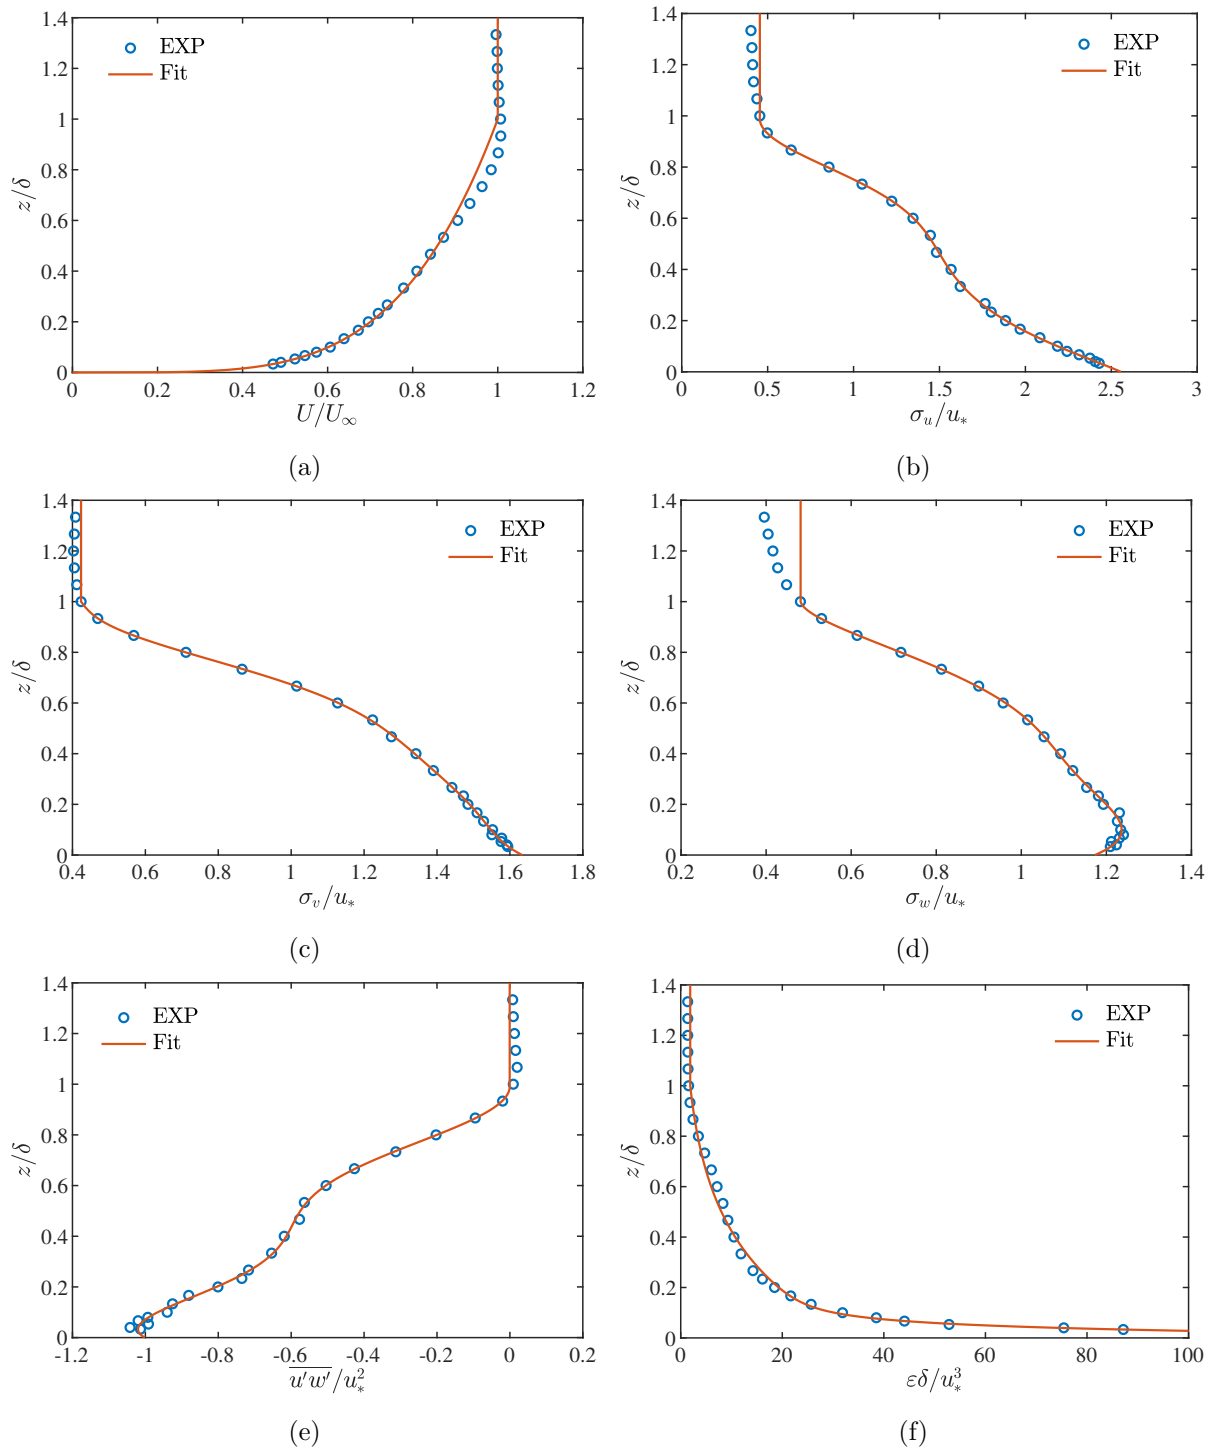 1.4
1.2
1
0.8
0.6
0.4
0.2
0
z/δ
EXP
Fit
0 0.2 0.4 0.6 0.8 1 1.2
U/U∞
(a)
1.4
1.2
1
0.8
0.6
0.4
0.2
0
z/δ
EXP
Fit
0 0.5 1 1.5 2 2.5 3
σᵤ/u*
(b)
1.4
1.2
1
0.8
0.6
0.4
0.2
0
z/δ
EXP
Fit
0.4 0.6 0.8 1 1.2 1.4 1.6 1.8
σᵥ/u*
(c)
1.4
1.2
1
0.8
0.6
0.4
0.2
0
z/δ
EXP
Fit
0.2 0.4 0.6 0.8 1 1.2 1.4
σ_w/u*
(d)
1.4
1.2
1
0.8
0.6
0.4
0.2
0
z/δ
EXP
Fit
-1.2 -1 -0.8 -0.6 -0.4 -0.2 0 0.2
u′w′/u*²
(e)
1.4
1.2
1
0.8
0.6
0.4
0.2
0
z/δ
EXP
Fit
0 20 40 60 80 100
εδ/u*³
(f)